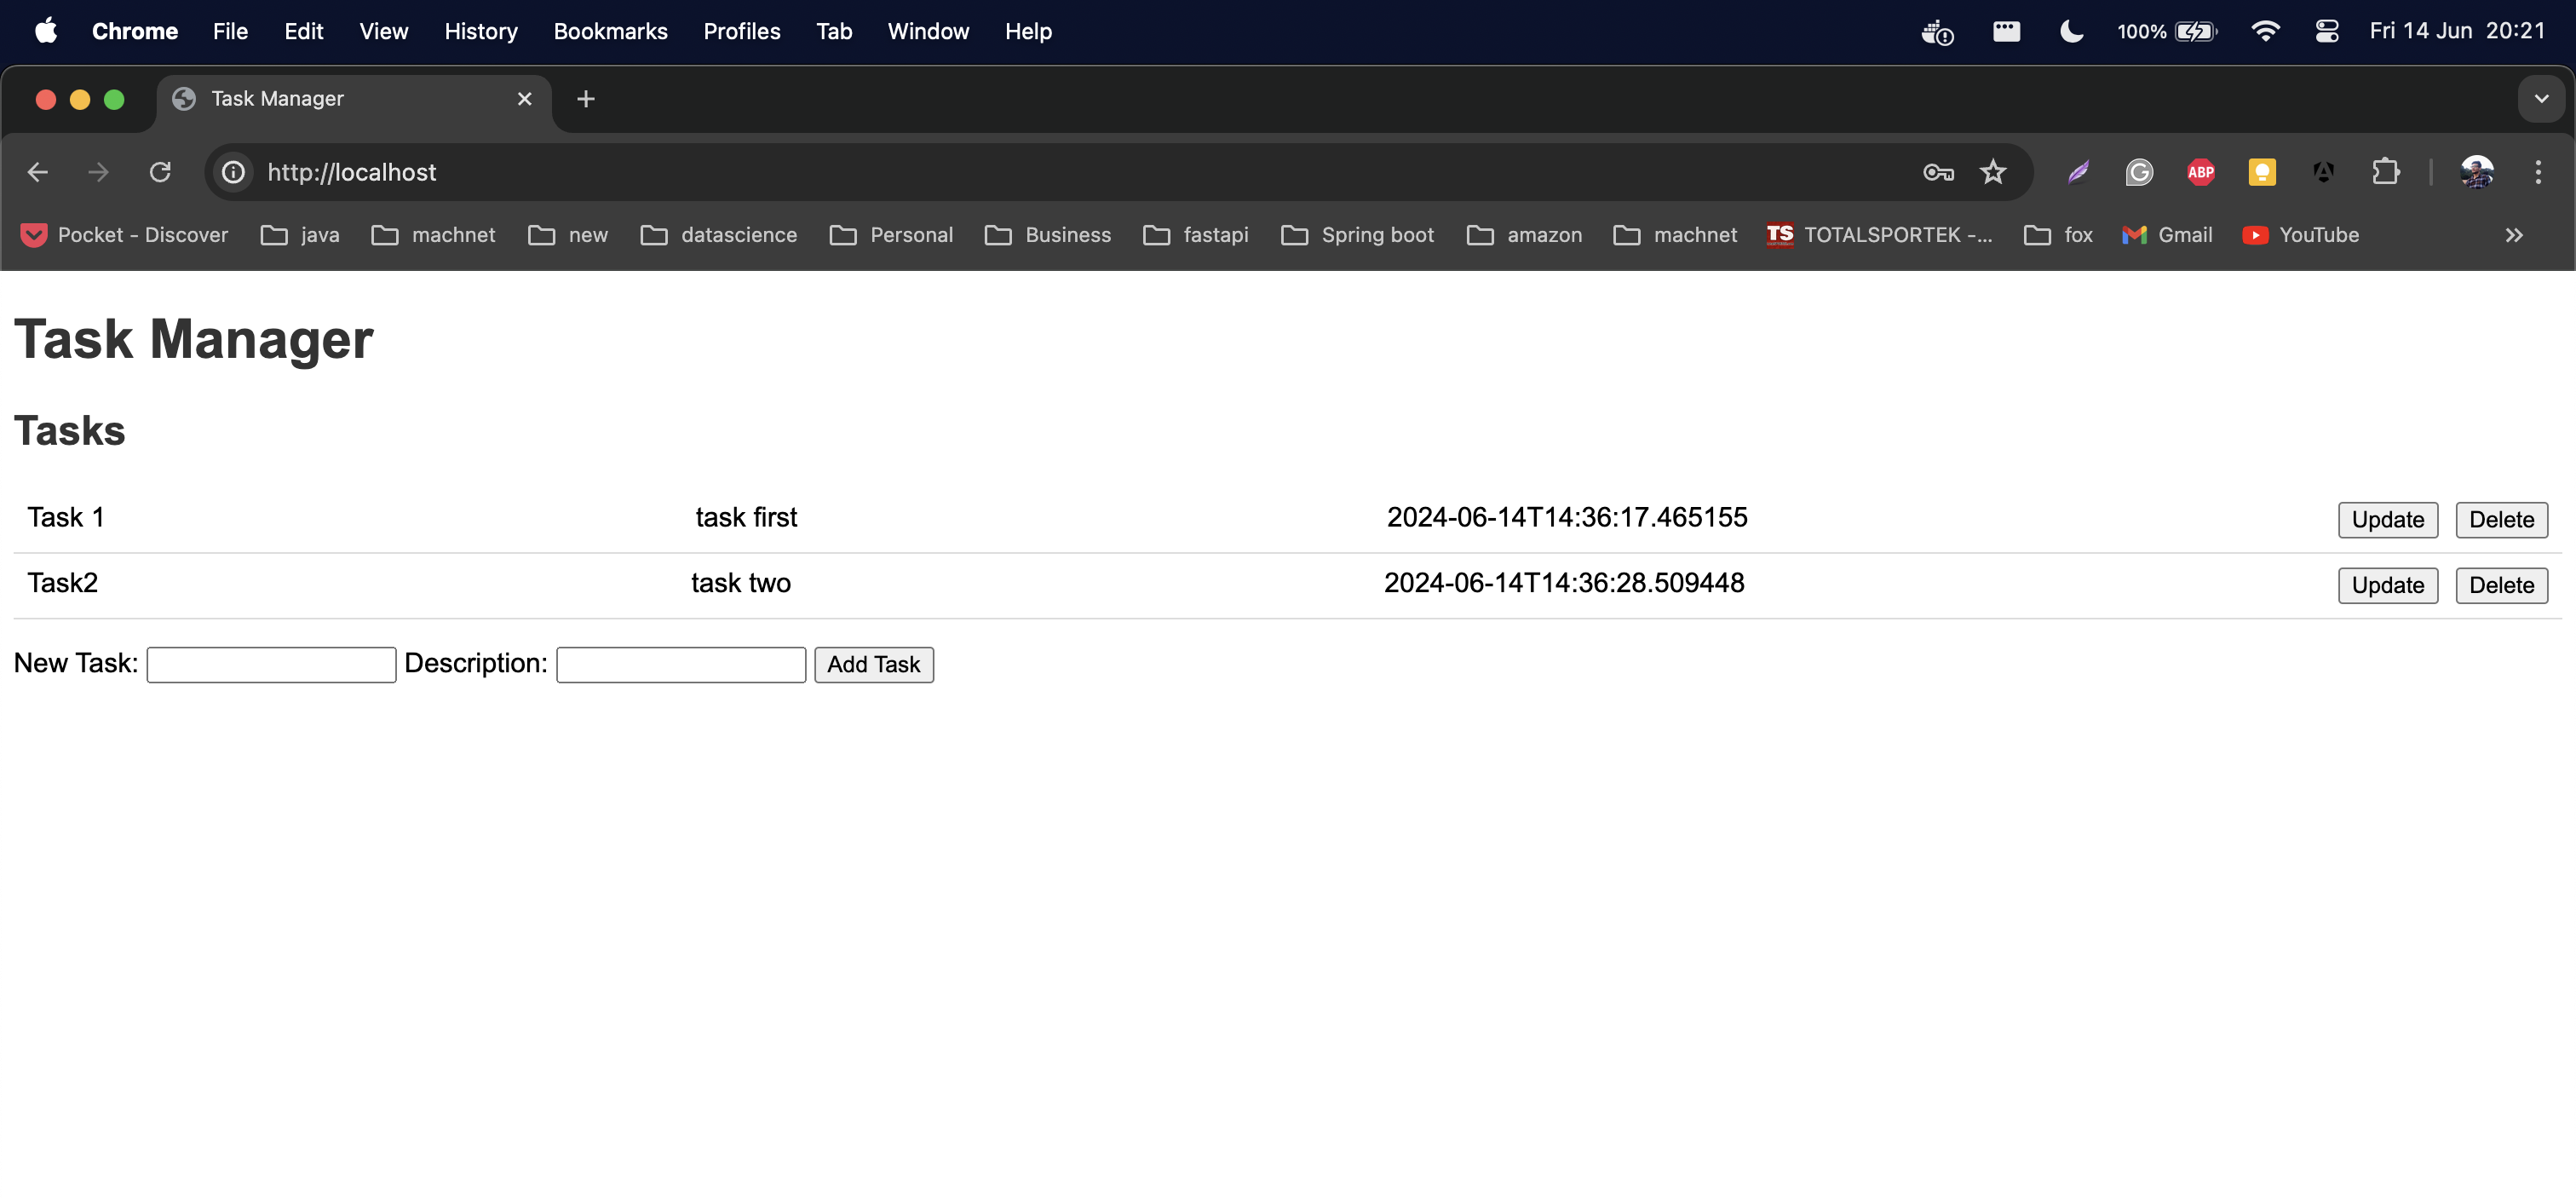 Chrome File Edit View History Bookmarks Profiles Tab Window Help 100% Fri 14 Jun 20:21
Task Manager
http://localhost ABP
Pocket - Discover java machnet new datascience Personal Business fastapi Spring boot amazon machnet TS TOTALSPORTEK -... fox Gmail YouTube
Task Manager
Tasks
Task 1 task first 2024-06-14T14:36:17.465155 Update Delete
Task2 task two 2024-06-14T14:36:28.509448 Update Delete
New Task: Description: Add Task